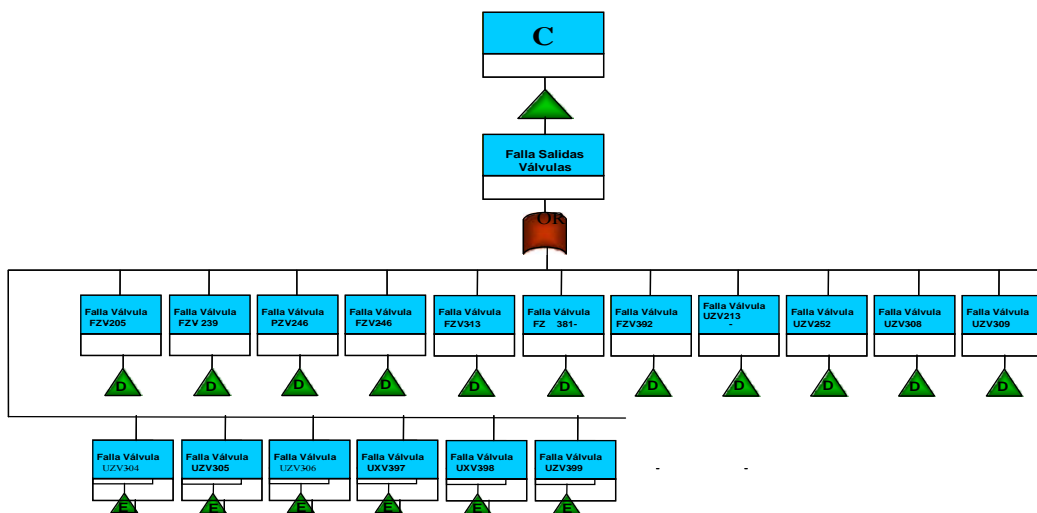 C
Falla Salidas
Válvulas
OR
Falla Válvula
FZV205
Falla Válvula
FZV 239
Falla Válvula
PZV246
Falla Válvula
FZV246
Falla Válvula
FZV313
Falla Válvula
FZ 381-
Falla Válvula
FZV392
Falla Válvula
UZV213
-
Falla Válvula
UZV252
Falla Válvula
UZV308
Falla Válvula
UZV309
D D D D D D D D D D D
Falla Válvula
UZV304
Falla Válvula
UZV305
Falla Válvula
UZV306
Falla Válvula
UXV397
Falla Válvula
UXV398
Falla Válvula
UZV399
- -
E E E E E E